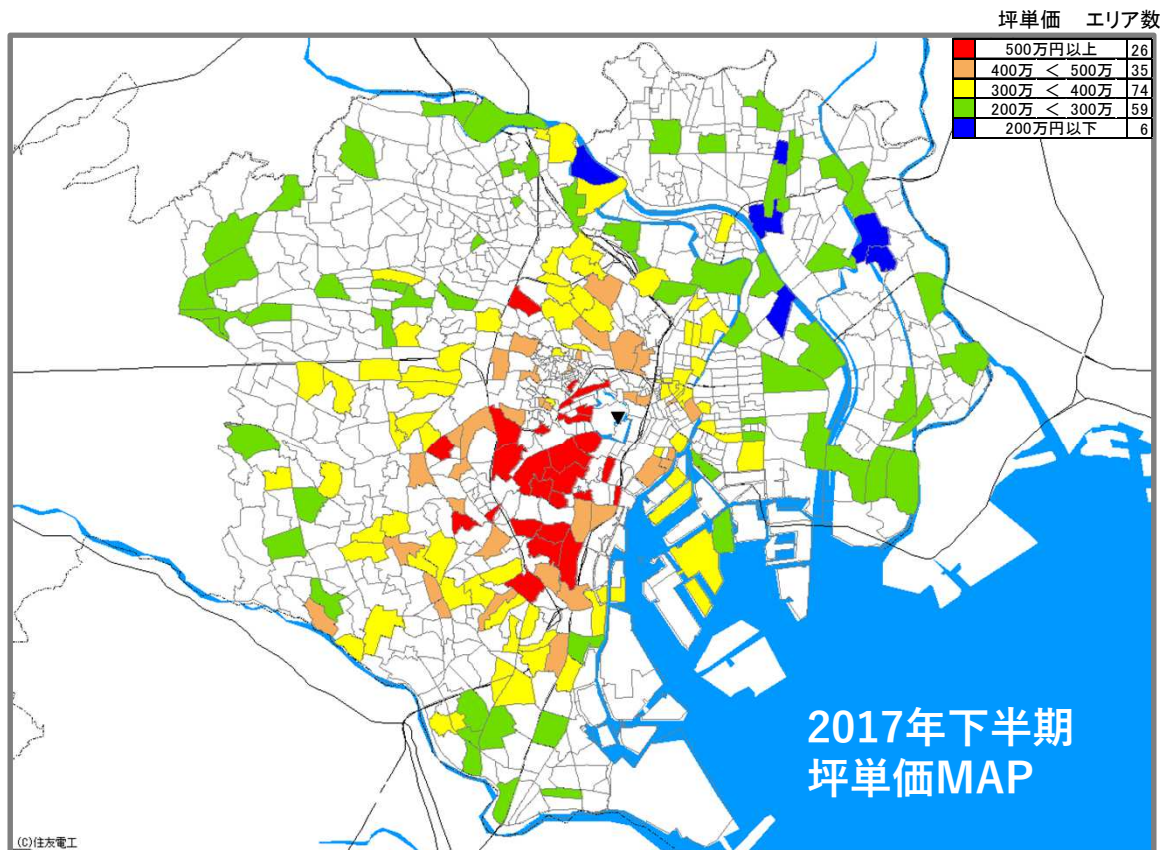 坪単価 エリア数
500万円以上 26
400万 < 500万 35
300万 < 400万 74
200万 < 300万 59
200万円以下 6
2017年下半期
坪単価MAP
(C)住友電工